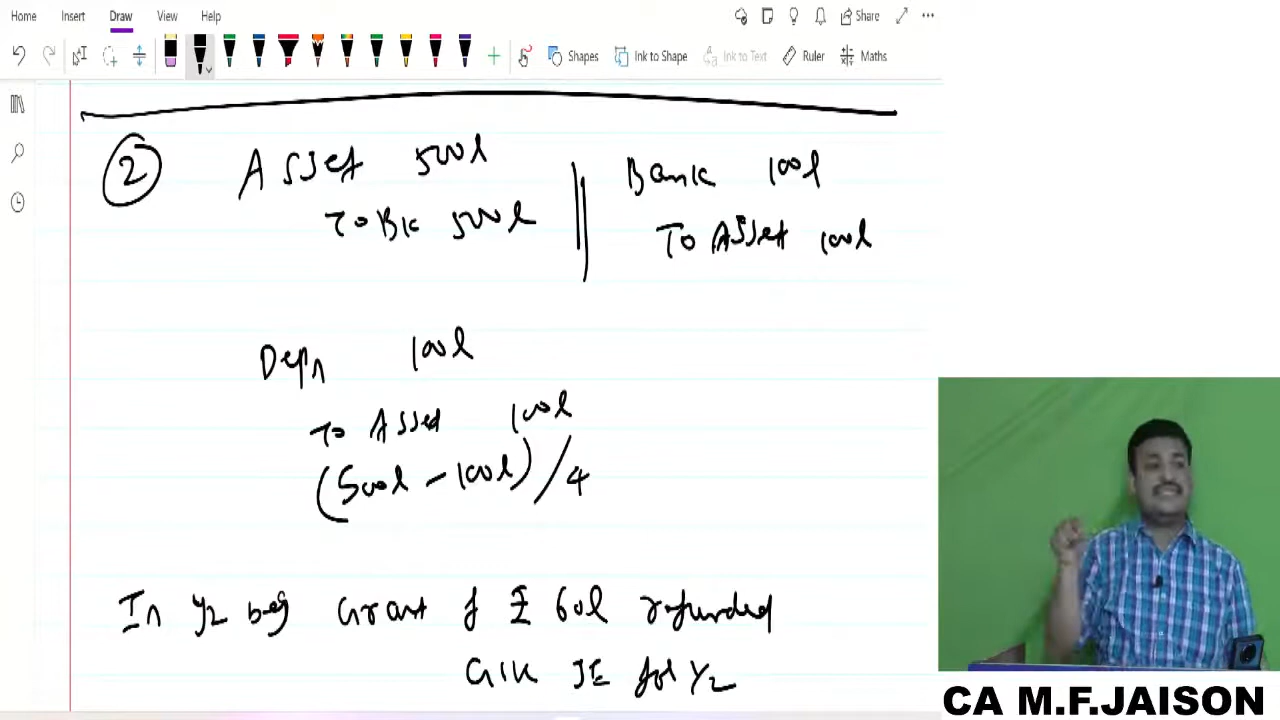 Home Insert Draw View Help Share
Shapes Ink to Shape Ink to Text Ruler Maths
2 Asset 500l Bank 100l
To Bk 500l To Asset 100l
Depn 100l
To Asset 100l
(500l - 100l) / 4
In Y2 beg Grant of ₹ 60l refunded
JE for Y2
CA M.F.JAISON